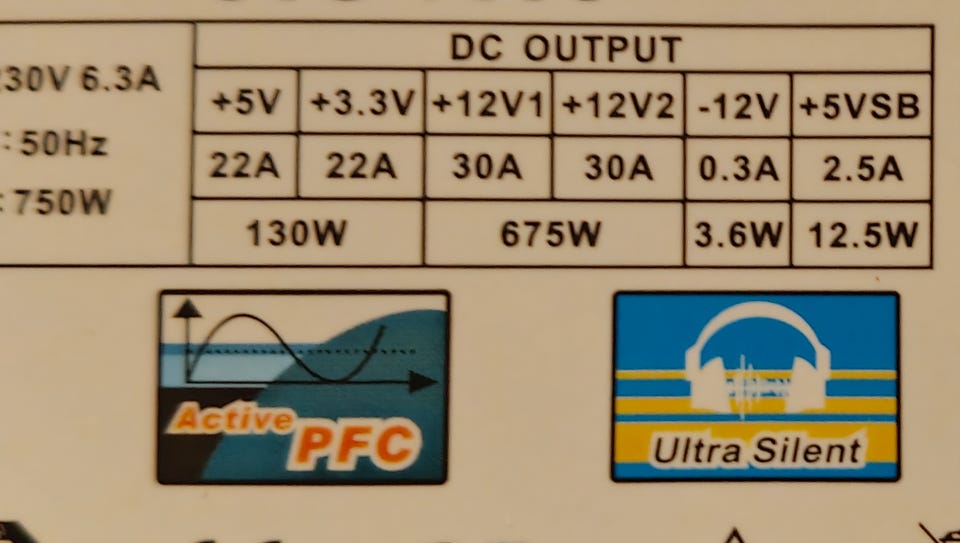 DC OUTPUT
30V 6.3A
+5V +3.3V +12V1 +12V2 -12V +5VSB
: 50Hz
22A 22A 30A 30A 0.3A 2.5A
: 750W
130W 675W 3.6W 12.5W
Active PFC
Ultra Silent